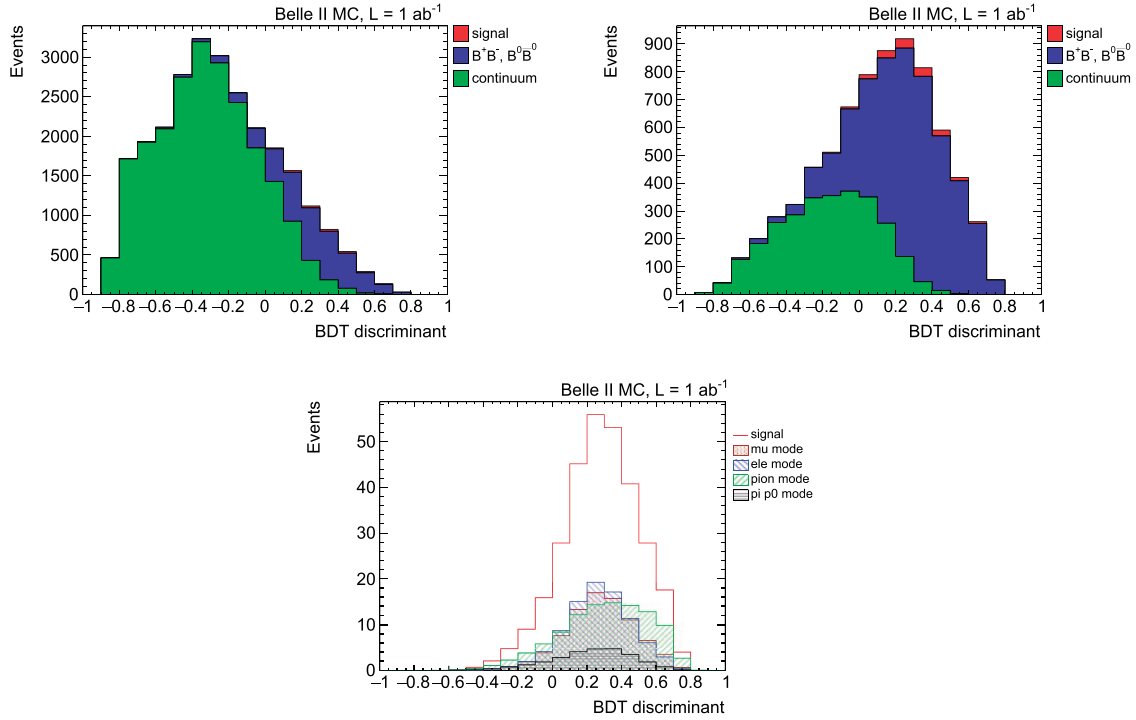 Belle II MC, L = 1 ab⁻¹
Events
3000
2500
2000
1500
1000
500
0
−1 −0.8 −0.6 −0.4 −0.2 0 0.2 0.4 0.6 0.8 1
BDT discriminant
signal
B⁺B⁻, B⁰B̅⁰
continuum
Belle II MC, L = 1 ab⁻¹
Events
900
800
700
600
500
400
300
200
100
0
−1 −0.8 −0.6 −0.4 −0.2 0 0.2 0.4 0.6 0.8 1
BDT discriminant
signal
B⁺B⁻, B⁰B̅⁰
continuum
Belle II MC, L = 1 ab⁻¹
Events
50
40
30
20
10
0
−1 −0.8 −0.6 −0.4 −0.2 0 0.2 0.4 0.6 0.8 1
BDT discriminant
signal
mu mode
ele mode
pion mode
pi p0 mode